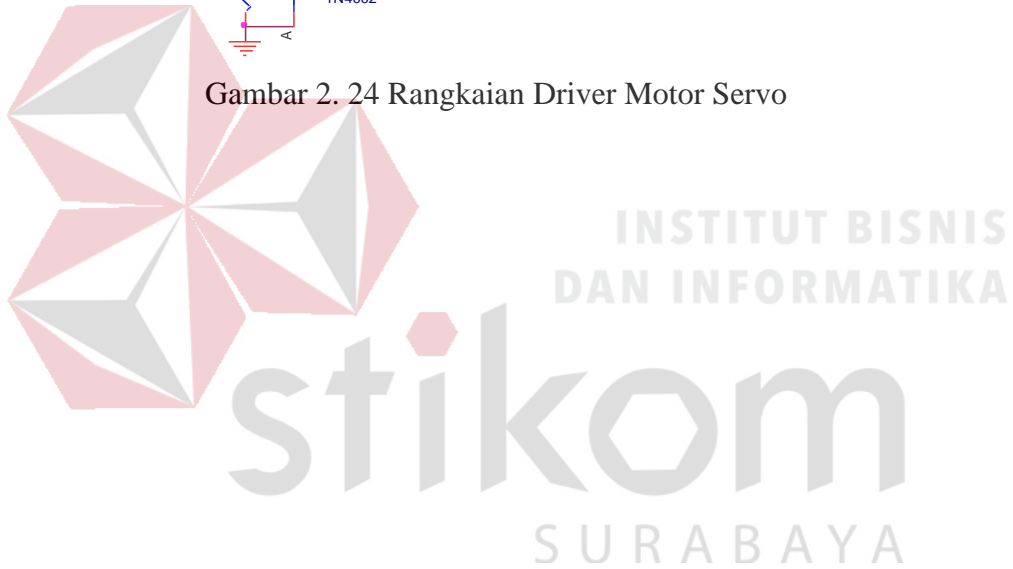 A
Gambar 2. 24 Rangkaian Driver Motor Servo
INSTITUT BISNIS
DAN INFORMATIKA
stikom
SURABAYA